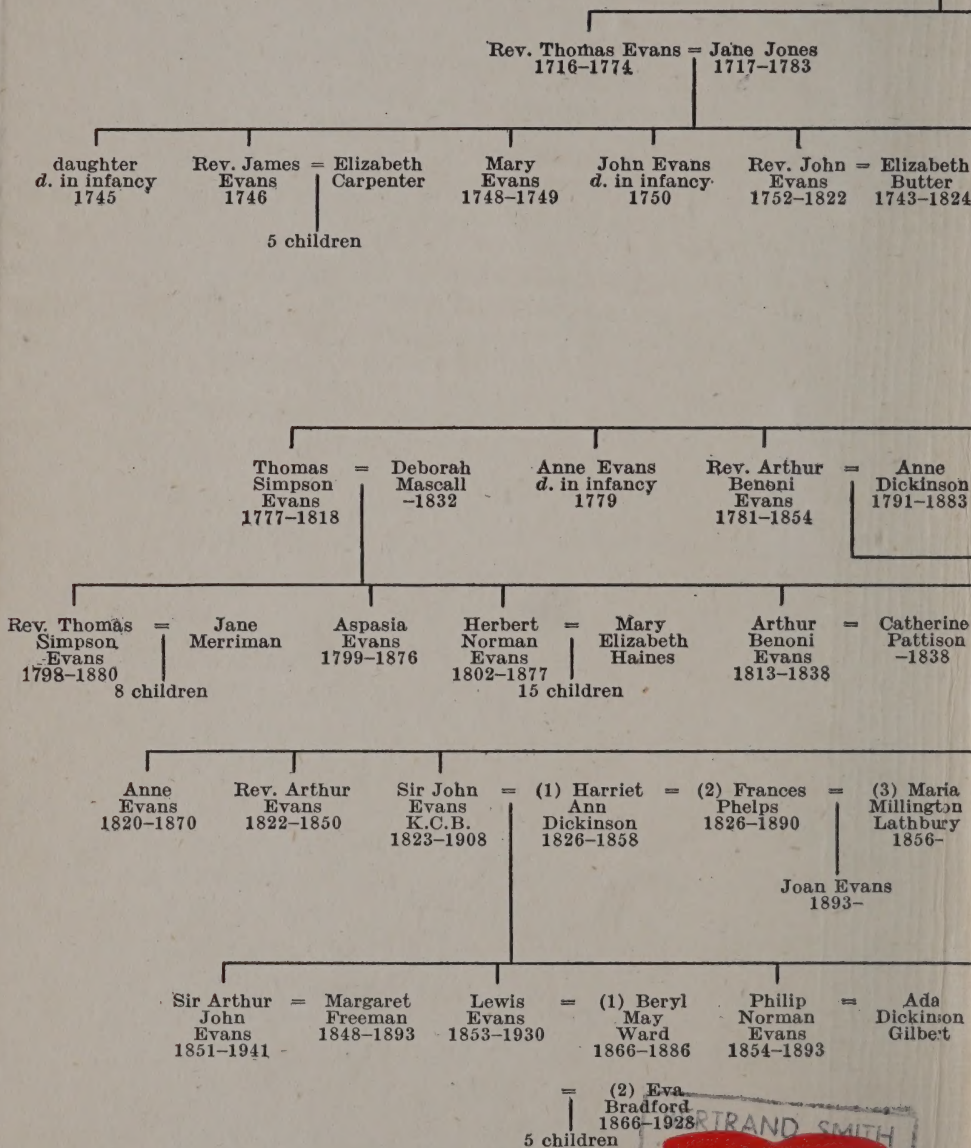 Rev. Thomas Evans = Jane Jones
1716–1774 1717–1783
daughter
d. in infancy
1745
Rev. James = Elizabeth
Evans Carpenter
1746
5 children
Mary
Evans
1748–1749
John Evans
d. in infancy
1750
Rev. John = Elizabeth
Evans Butter
1752–1822 1743–1824
Thomas = Deborah
Simpson Mascall
Evans –1832
1777–1818
Anne Evans
d. in infancy
1779
Rev. Arthur = Anne
Benoni Dickinson
Evans 1791–1883
1781–1854
Rev. Thomas = Jane
Simpson Merriman
Evans
1798–1880
8 children
Aspasia
Evans
1799–1876
Herbert = Mary
Norman Elizabeth
Evans Haines
1802–1877
15 children
Arthur = Catherine
Benoni Pattison
Evans –1838
1813–1838
Anne
Evans
1820–1870
Rev. Arthur
Evans
1822–1850
Sir John = (1) Harriet = (2) Frances = (3) Maria
Evans Ann Phelps Millington
K.C.B. Dickinson 1826–1890 Lathbury
1823–1908 1826–1858 1856–
Joan Evans
1893–
Sir Arthur = Margaret
John Freeman
Evans 1848–1893
1851–1941
Lewis = (1) Beryl
Evans May
1853–1930 Ward
1866–1886
Philip = Ada
Norman Dickinson
Evans Gilbert
1854–1893
= (2) Eva
Bradford
1866–1928
5 children
TRAND SMITH